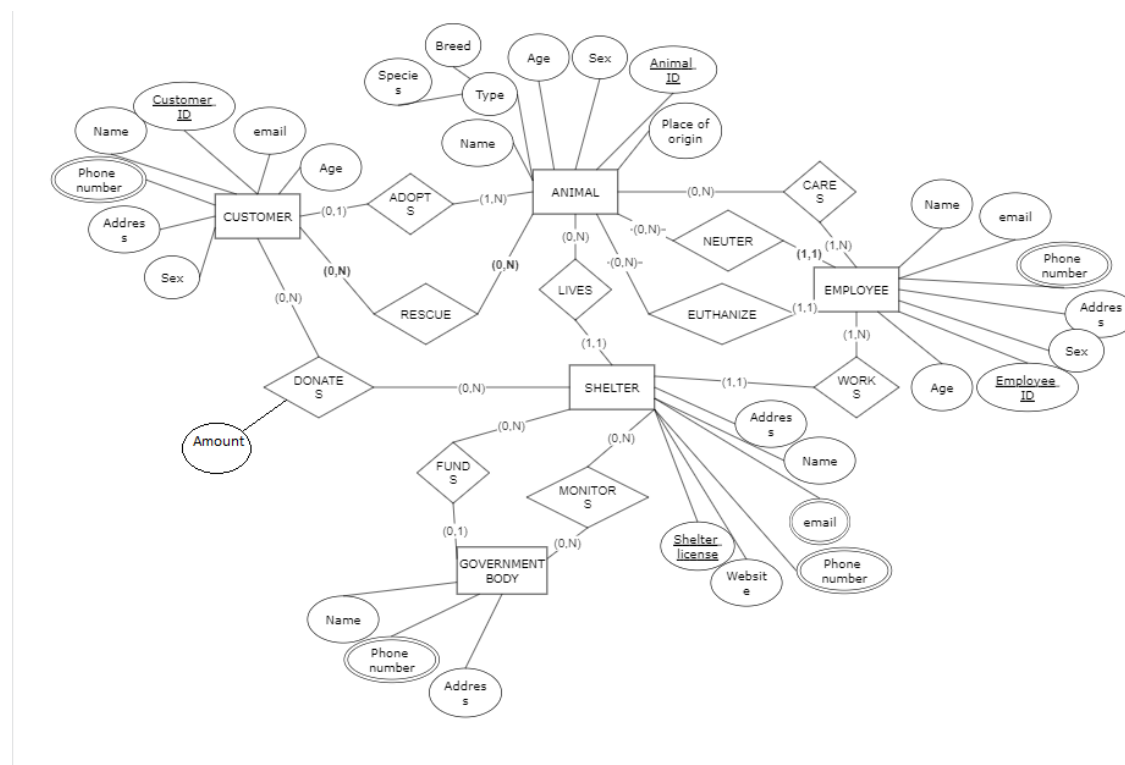 Breed
Age
Sex
Animal
ID
Specie
s
Type
Customer
ID
Name
email
Name
Place of
origin
Phone
number
Age
ADOPT
S
ANIMAL
CARE
S
(0,N)
(0,1)
(1,N)
Addres
s
CUSTOMER
Name
email
(0,N)
(0,N)
NEUTER
(1,N)
(1,1)
Sex
(0,N)
(0,N)
(0,N)
Phone
number
LIVES
RESCUE
EUTHANIZE
(1,1)
EMPLOYEE
Addres
s
(0,N)
(1,1)
(1,N)
Sex
DONATE
S
(0,N)
SHELTER
(1,1)
WORK
S
Age
Employee
ID
Amount
(0,N)
(0,N)
Addres
s
Name
FUND
S
MONITOR
S
email
(0,1)
(0,N)
Shelter
license
Websit
e
Phone
number
GOVERNMENT
BODY
Name
Phone
number
Addres
s